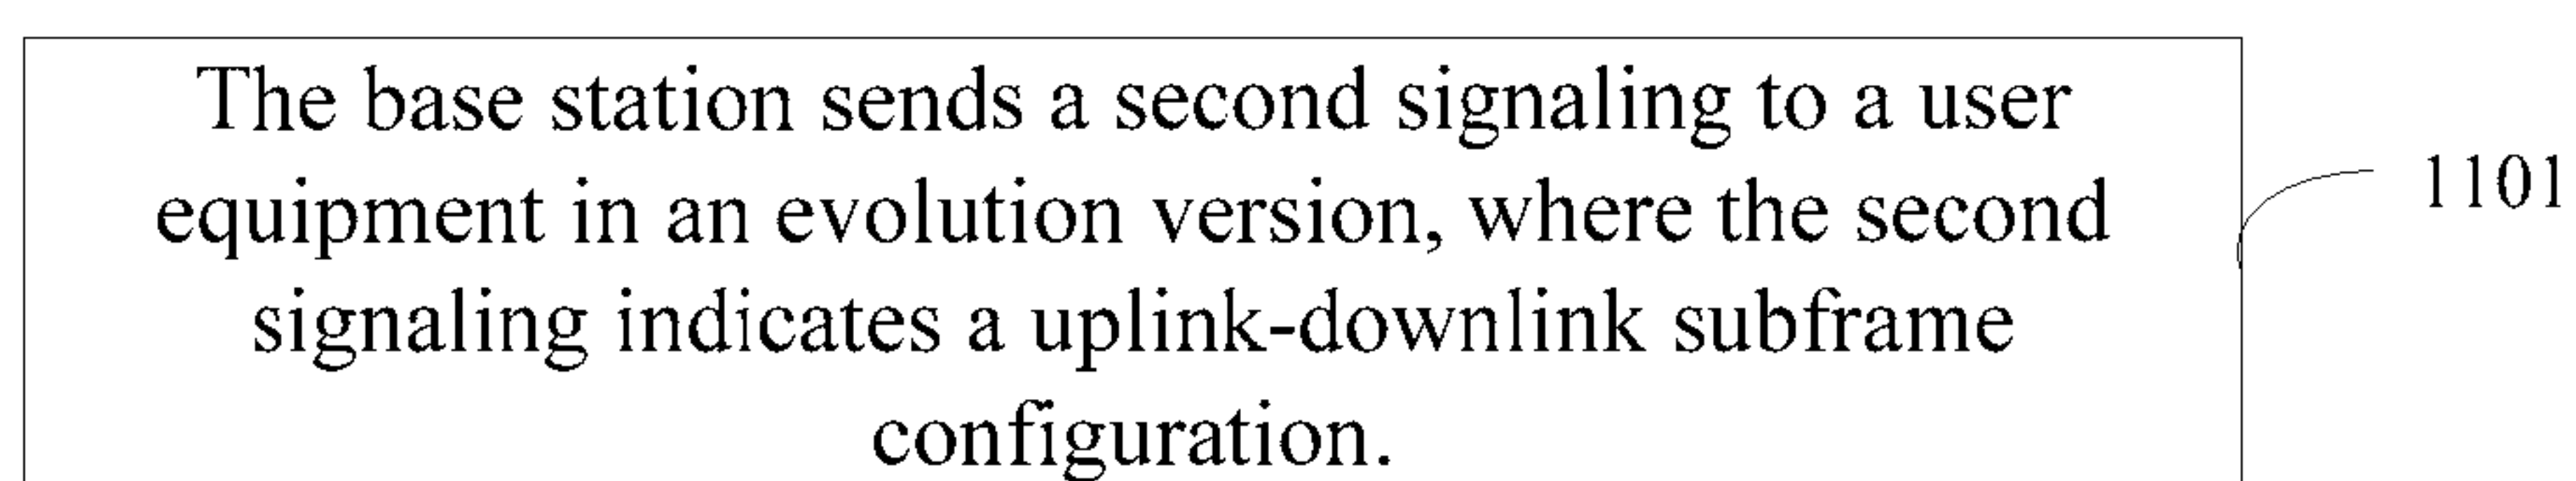 The base station sends a second signaling to a user
equipment in an evolution version, where the second
signaling indicates a uplink-downlink subframe
configuration.
1101